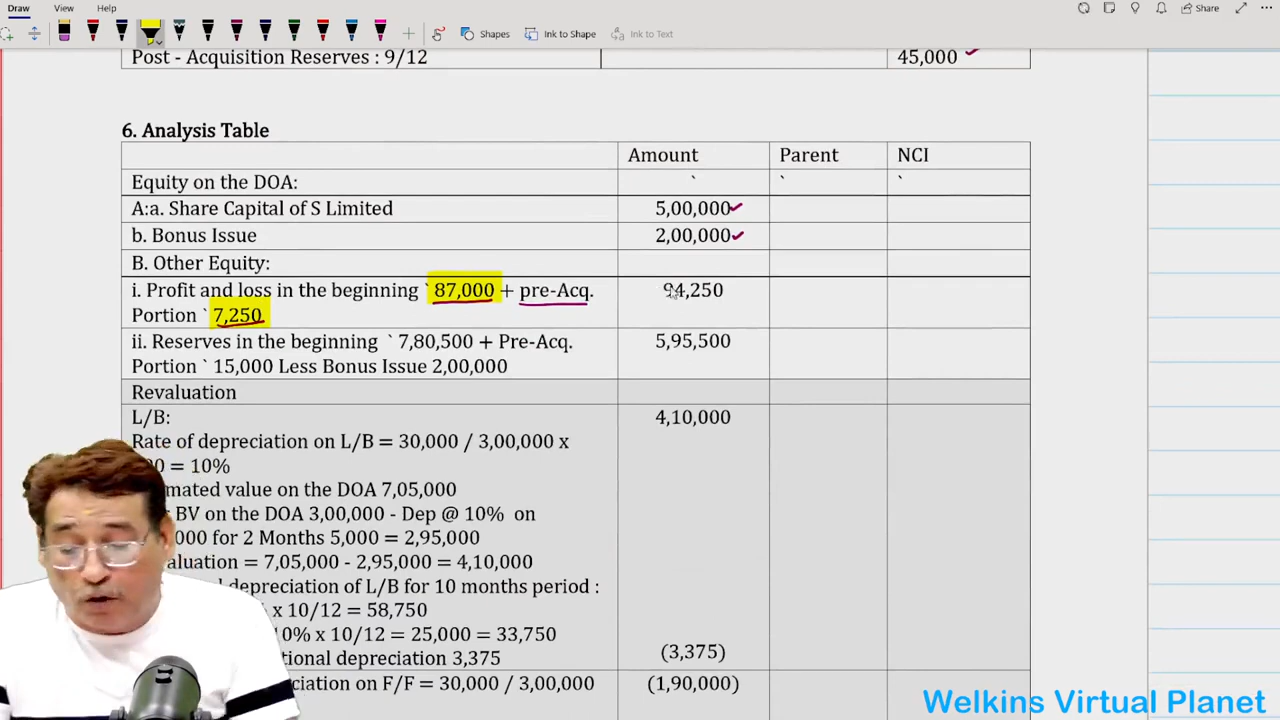 Draw View Help
Shapes Ink to Shape Ink to Text Share
Post - Acquisition Reserves : 9/12 45,000
6. Analysis Table
Amount Parent NCI
Equity on the DOA: ` ` `
A:a. Share Capital of S Limited 5,00,000
b. Bonus Issue 2,00,000
B. Other Equity:
i. Profit and loss in the beginning ` 87,000 + pre-Acq. 94,250
Portion ` 7,250
ii. Reserves in the beginning ` 7,80,500 + Pre-Acq. 5,95,500
Portion ` 15,000 Less Bonus Issue 2,00,000
Revaluation
L/B: 4,10,000
Rate of depreciation on L/B = 30,000 / 3,00,000 x
= 10%
value on the DOA 7,05,000
BV on the DOA 3,00,000 - Dep @ 10% on
for 2 Months 5,000 = 2,95,000
= 7,05,000 - 2,95,000 = 4,10,000
depreciation of L/B for 10 months period :
x 10/12 = 58,750
10% x 10/12 = 25,000 = 33,750
depreciation 3,375 (3,375)
on F/F = 30,000 / 3,00,000 (1,90,000)
Welkins Virtual Planet